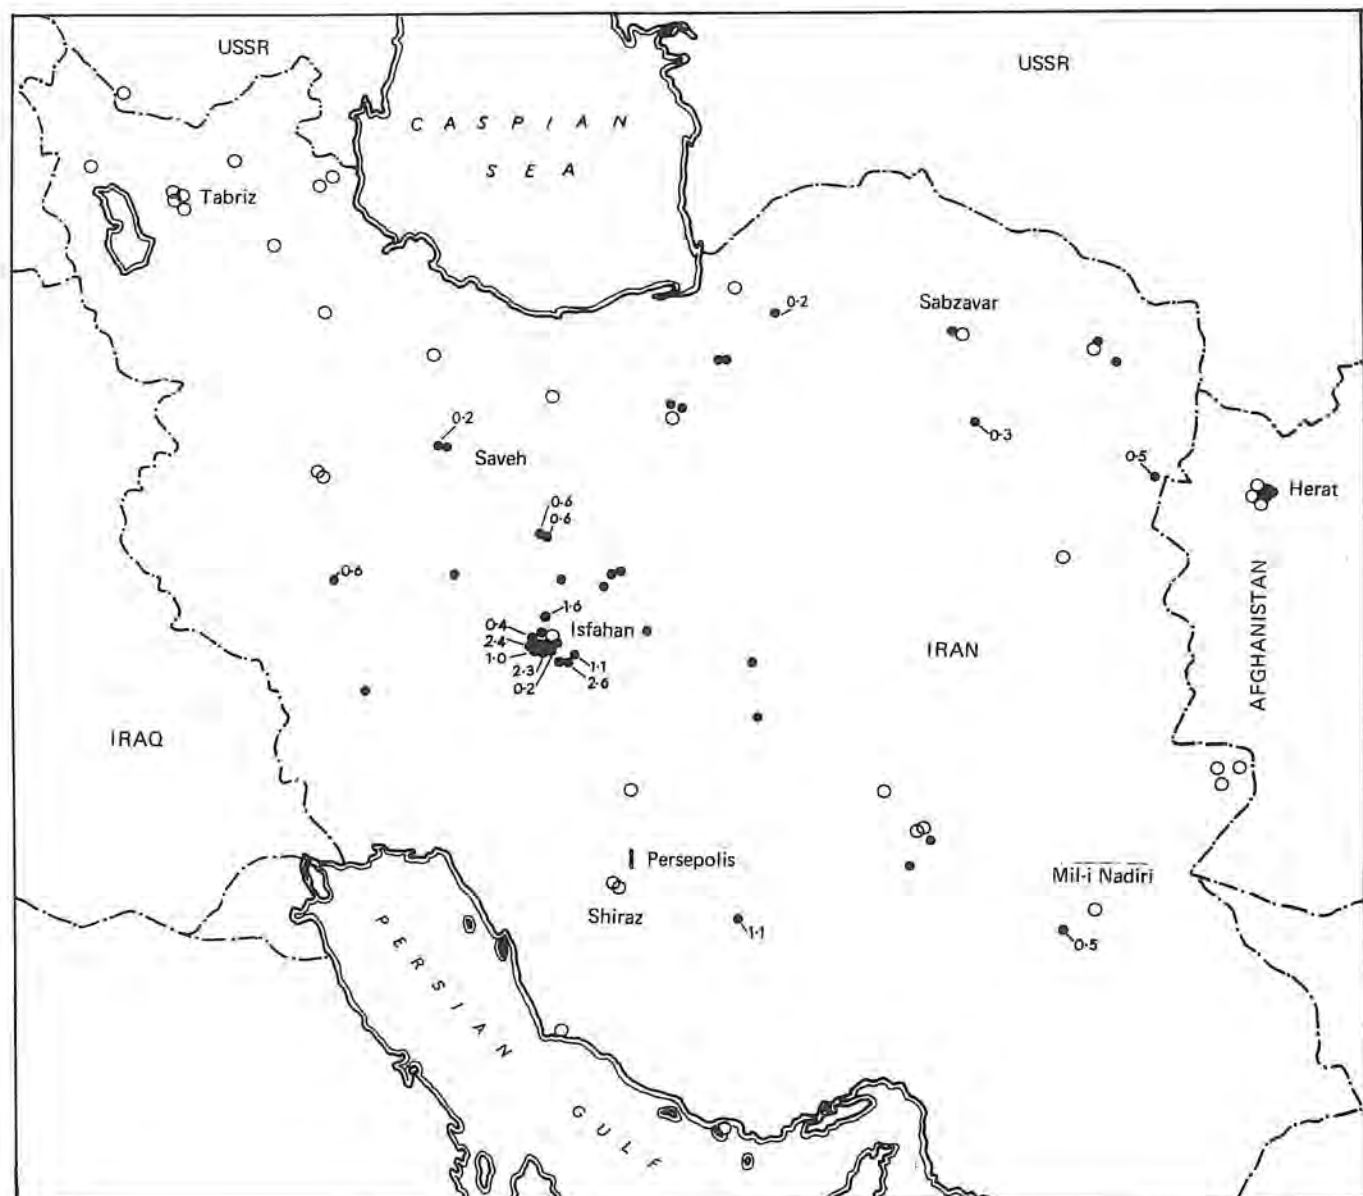 USSR
USSR
CASPIAN
SEA
Tabriz
0·2
Sabzavar
0·2
0·3
Saveh
0·5
Herat
0·6
0·6
0·6
AFGHANISTAN
1·6
0·4
Isfahan
2·4
1·0
1·1
2·3
2·6
0·2
IRAN
IRAQ
Persepolis
Mil-i Nadiri
Shiraz
1·1
0·5
PERSIAN
GULF